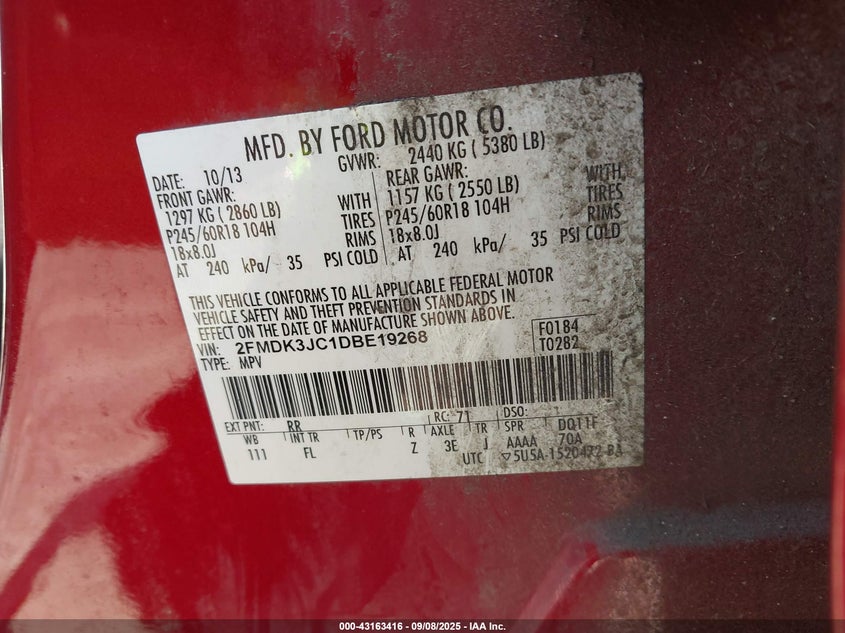 MFD. BY FORD MOTOR CO.
DATE: 10/13 GVWR: 2440 KG ( 5380 LB)
FRONT GAWR: REAR GAWR:
1297 KG ( 2860 LB) WITH 1157 KG ( 2550 LB) WITH
P245/60R18 104H TIRES P245/60R18 104H TIRES
18x8.0J RIMS 18x8.0J RIMS
AT 240 kPa/ 35 PSI COLD AT 240 kPa/ 35 PSI COLD
THIS VEHICLE CONFORMS TO ALL APPLICABLE FEDERAL MOTOR
VEHICLE SAFETY AND THEFT PREVENTION STANDARDS IN
EFFECT ON THE DATE OF MANUFACTURE SHOWN ABOVE.
VIN: 2FMDK3JC1DBE19268 F0184
TYPE: MPV T0282
EXT PNT: RR RC: 71 DSO:
WB INT TR TP/PS R AXLE TR SPR DQ11F
111 FL Z 3E J AAAA 70A
UTC ▽5U5A-1520472-BA
000-43163416 - 09/08/2025 - IAA Inc.